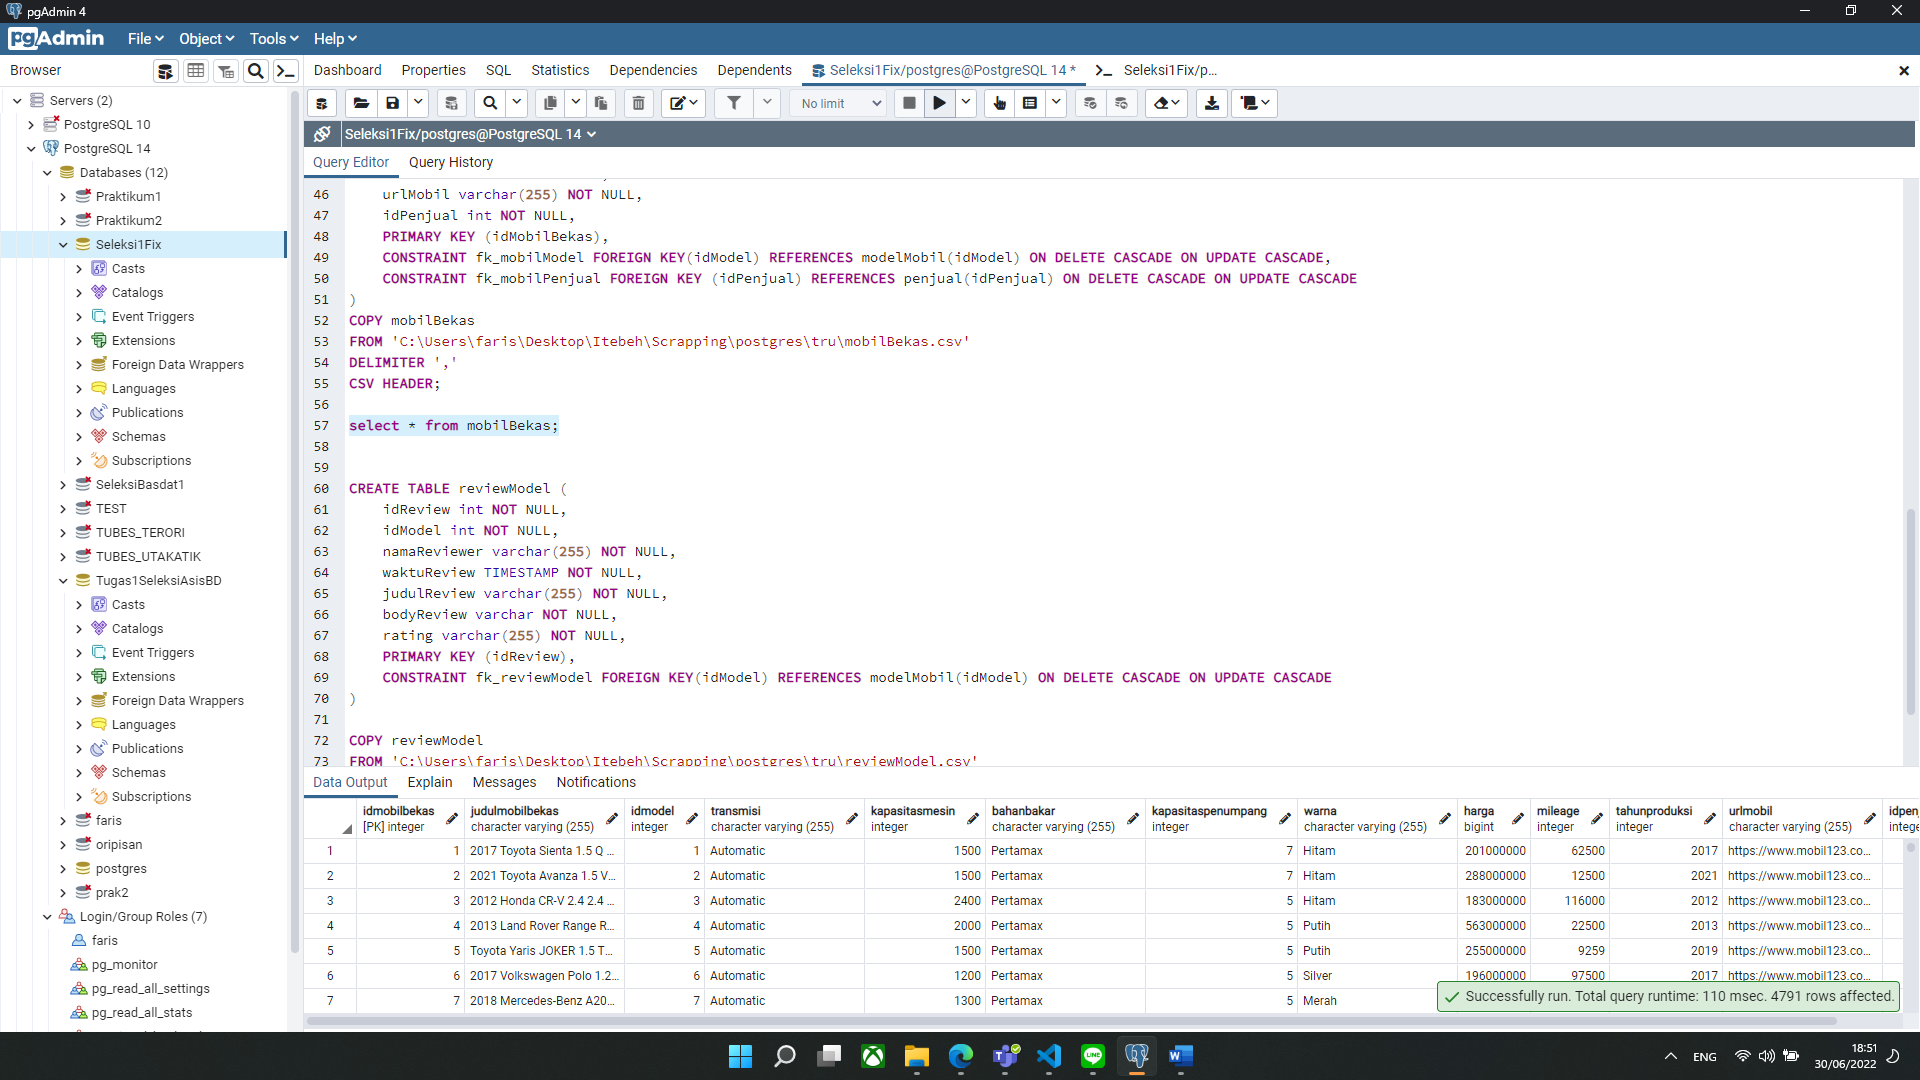 pgAdmin 4
pgAdmin File Object Tools Help
Browser
Dashboard Properties SQL Statistics Dependencies Dependents Seleksi1Fix/postgres@PostgreSQL 14 * Seleksi1Fix/p...
Servers (2)
PostgreSQL 10
PostgreSQL 14
Databases (12)
Praktikum1
Praktikum2
Seleksi1Fix
Casts
Catalogs
Event Triggers
Extensions
Foreign Data Wrappers
Languages
Publications
Schemas
Subscriptions
SeleksiBasdat1
TEST
TUBES_TERORI
TUBES_UTAKATIK
Tugas1SeleksiAsisBD
Casts
Catalogs
Event Triggers
Extensions
Foreign Data Wrappers
Languages
Publications
Schemas
Subscriptions
faris
oripisan
postgres
prak2
Login/Group Roles (7)
faris
pg_monitor
pg_read_all_settings
pg_read_all_stats
No limit
Seleksi1Fix/postgres@PostgreSQL 14
Query Editor Query History
46 urlMobil varchar(255) NOT NULL,
47 idPenjual int NOT NULL,
48 PRIMARY KEY (idMobilBekas),
49 CONSTRAINT fk_mobilModel FOREIGN KEY(idModel) REFERENCES modelMobil(idModel) ON DELETE CASCADE ON UPDATE CASCADE,
50 CONSTRAINT fk_mobilPenjual FOREIGN KEY (idPenjual) REFERENCES penjual(idPenjual) ON DELETE CASCADE ON UPDATE CASCADE
51 )
52 COPY mobilBekas
53 FROM 'C:\Users\faris\Desktop\Itebeh\Scrapping\postgres\tru\mobilBekas.csv'
54 DELIMITER ','
55 CSV HEADER;
56
57 select * from mobilBekas;
58
59
60 CREATE TABLE reviewModel (
61 idReview int NOT NULL,
62 idModel int NOT NULL,
63 namaReviewer varchar(255) NOT NULL,
64 waktuReview TIMESTAMP NOT NULL,
65 judulReview varchar(255) NOT NULL,
66 bodyReview varchar NOT NULL,
67 rating varchar(255) NOT NULL,
68 PRIMARY KEY (idReview),
69 CONSTRAINT fk_reviewModel FOREIGN KEY(idModel) REFERENCES modelMobil(idModel) ON DELETE CASCADE ON UPDATE CASCADE
70 )
71
72 COPY reviewModel
73 FROM 'C:\Users\faris\Desktop\Itebeh\Scrapping\postgres\tru\reviewModel.csv'
Data Output Explain Messages Notifications
idmobilbekas judulmobilbekas idmodel transmisi kapasitasmesin bahanbakar kapasitaspenumpang warna harga mileage tahunproduksi urlmobil idpen
[PK] integer character varying (255) integer character varying (255) integer character varying (255) integer character varying (255) bigint integer integer character varying (255) intege
1 1 2017 Toyota Sienta 1.5 Q ... 1 Automatic 1500 Pertamax 7 Hitam 201000000 62500 2017 https://www.mobil123.co...
2 2 2021 Toyota Avanza 1.5 V... 2 Automatic 1500 Pertamax 7 Hitam 288000000 12500 2021 https://www.mobil123.co...
3 3 2012 Honda CR-V 2.4 2.4 ... 3 Automatic 2400 Pertamax 5 Hitam 183000000 116000 2012 https://www.mobil123.co...
4 4 2013 Land Rover Range R... 4 Automatic 2000 Pertamax 5 Putih 563000000 22500 2013 https://www.mobil123.co...
5 5 Toyota Yaris JOKER 1.5 T... 5 Automatic 1500 Pertamax 5 Putih 255000000 9259 2019 https://www.mobil123.co...
6 6 2017 Volkswagen Polo 1.2... 6 Automatic 1200 Pertamax 5 Silver 196000000 97500 2017 https://www.mobil123.co...
7 7 2018 Mercedes-Benz A20... 7 Automatic 1300 Pertamax 5 Merah
Successfully run. Total query runtime: 110 msec. 4791 rows affected.
ENG
18:51
30/06/2022